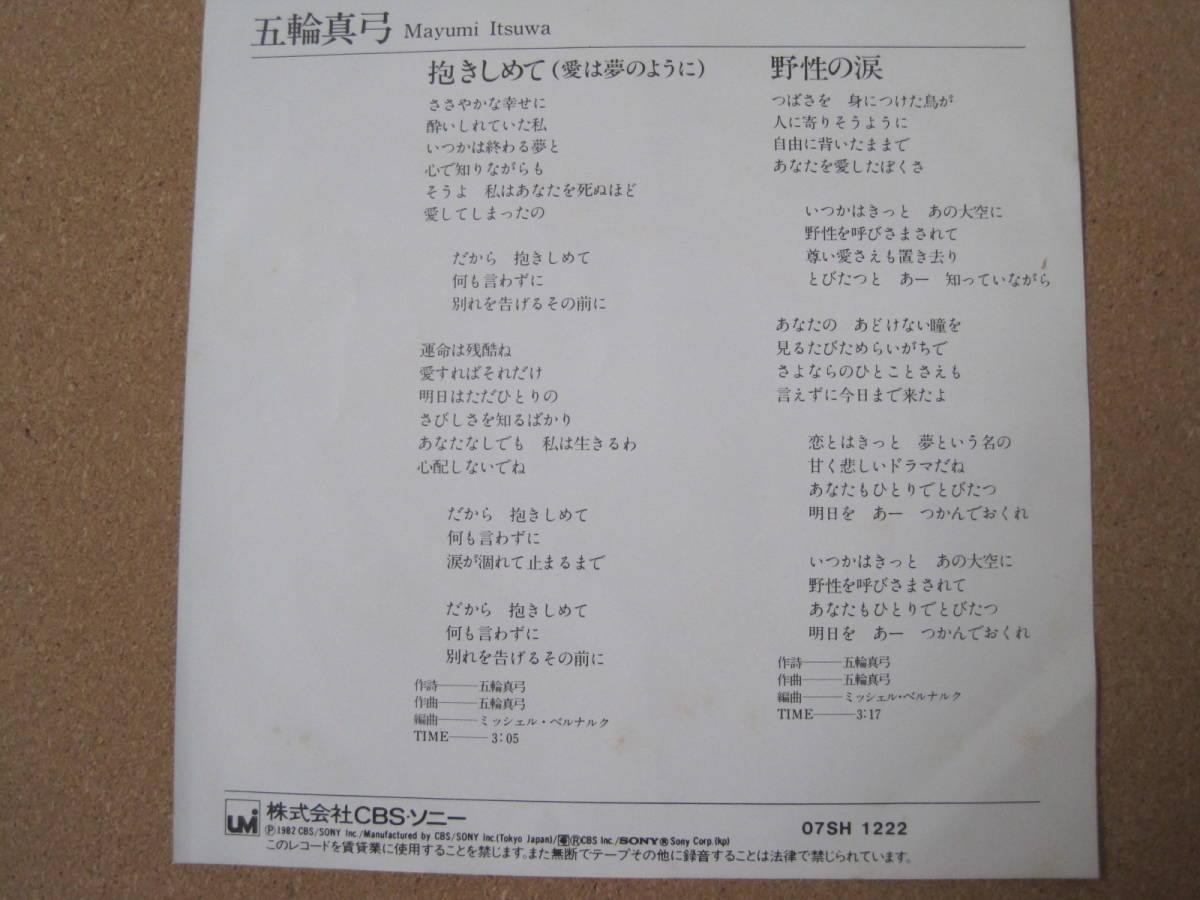 五輪真弓 Mayumi Itsuwa
抱きしめて(愛は夢のように)
ささやかな幸せに
酔いしれていた私
いつかは終わる夢と
心で知りながらも
そうよ　私はあなたを死ぬほど
愛してしまったの
だから　抱きしめて
何も言わずに
別れを告げるその前に
運命は残酷ね
愛すればそれだけ
明日はただひとりの
さびしさを知るばかり
あなたなしでも　私は生きるわ
心配しないでね
だから　抱きしめて
何も言わずに
涙が涸れて止まるまで
だから　抱きしめて
何も言わずに
別れを告げるその前に
作詩――五輪真弓
作曲――五輪真弓
編曲――ミッシェル・ベルナルク
TIME――3:05
野性の涙
つばさを　身につけた鳥が
人に寄りそうように
自由に背いたままで
あなたを愛したぼくさ
いつかはきっと　あの大空に
野性を呼びさまされて
尊い愛さえも置き去り
とびたつと　あー　知っていながら
あなたの　あどけない瞳を
見るたびためらいがちで
さよならのひとことさえも
言えずに今日まで来たよ
恋とはきっと　夢という名の
甘く悲しいドラマだね
あなたもひとりでとびたつ
明日を　あー　つかんでおくれ
いつかはきっと　あの大空に
野性を呼びさまされて
あなたもひとりでとびたつ
明日を　あー　つかんでおくれ
作詩――五輪真弓
作曲――五輪真弓
編曲――ミッシェル・ベルナルク
TIME――3:17
株式会社CBS・ソニー
Ⓟ1982 CBS/SONY Inc./Manufactured by CBS/SONY Inc.(Tokyo Japan)/®CBS Inc./SONY®Sony Corp.(kp)
07SH 1222
このレコードを賃貸業に使用することを禁じます。また無断でテープその他に録音することは法律で禁じられています。